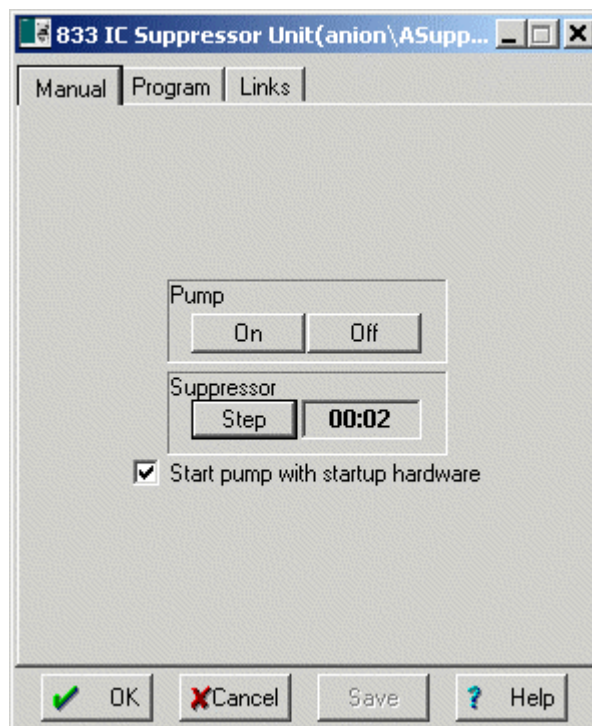 833 IC Suppressor Unit(anion\ASupp...
Manual Program Links
Pump
On Off
Suppressor
Step 00:02
Start pump with startup hardware
OK Cancel Save ? Help